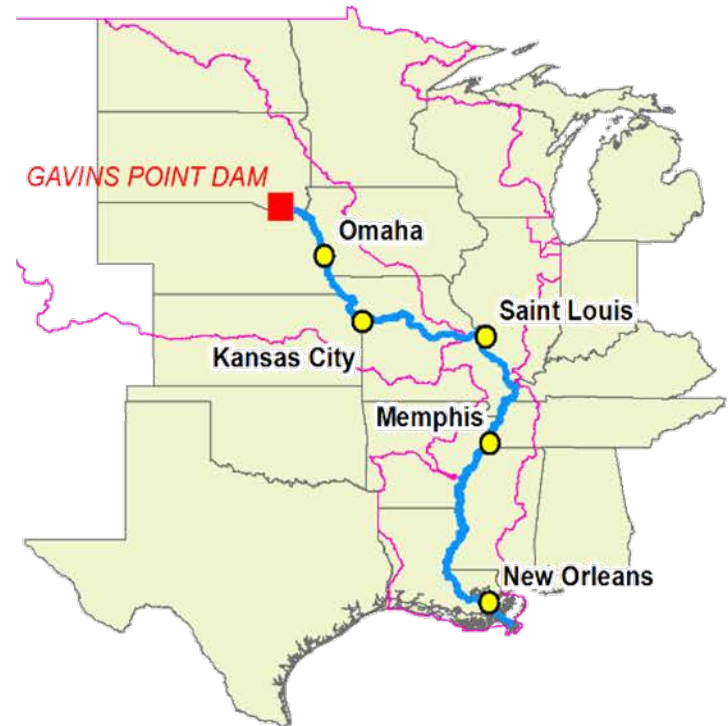 GAVINS POINT DAM
Omaha
Saint Louis
Kansas City
Memphis
New Orleans